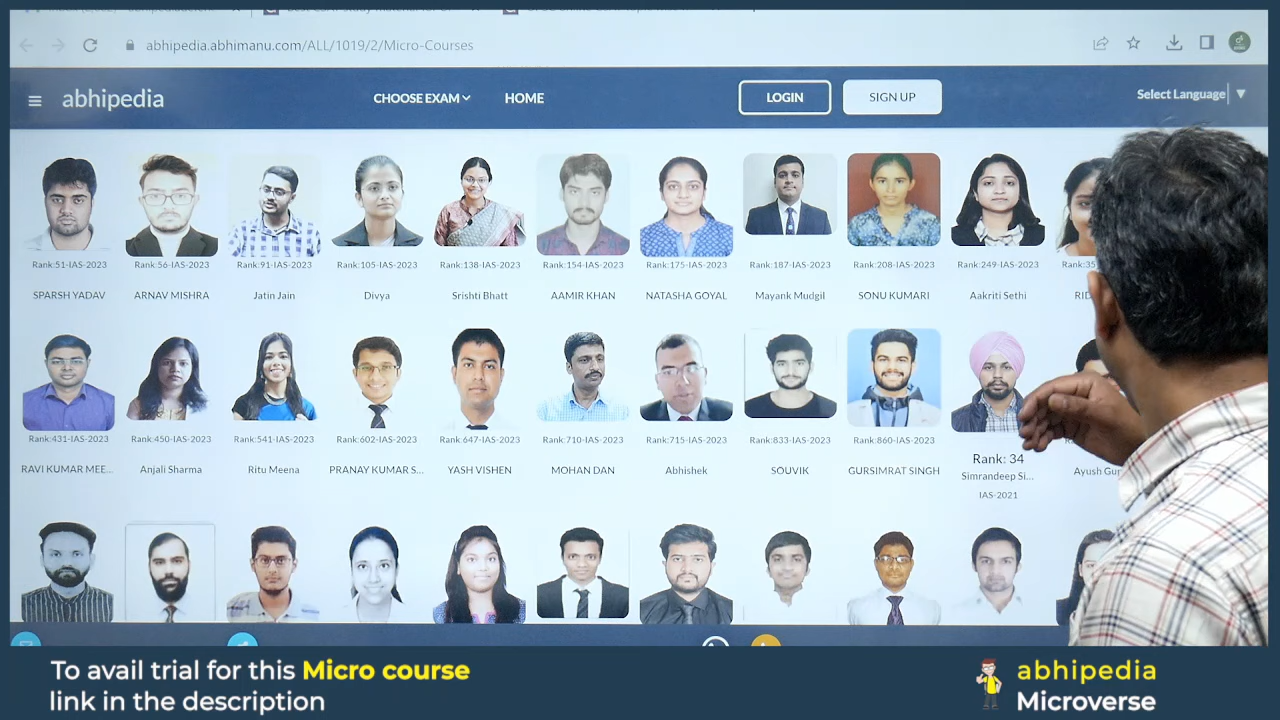 abhipedia.abhimanu.com/ALL/1019/2/Micro-Courses
abhipedia
CHOOSE EXAM
HOME
LOGIN
SIGN UP
Select Language
Rank:51-IAS-2023
Rank:56-IAS-2023
Rank:91-IAS-2023
Rank:105-IAS-2023
Rank:138-IAS-2023
Rank:154-IAS-2023
Rank:175-IAS-2023
Rank:187-IAS-2023
Rank:208-IAS-2023
Rank:249-IAS-2023
SPARSH YADAV
ARNAV MISHRA
Jatin Jain
Divya
Srishti Bhatt
AAMIR KHAN
NATASHA GOYAL
Mayank Mudgil
SONU KUMARI
Aakriti Sethi
Rank:431-IAS-2023
Rank:450-IAS-2023
Rank:541-IAS-2023
Rank:602-IAS-2023
Rank:647-IAS-2023
Rank:710-IAS-2023
Rank:715-IAS-2023
Rank:833-IAS-2023
Rank:860-IAS-2023
Rank: 34
RAVI KUMAR MEE...
Anjali Sharma
Ritu Meena
PRANAY KUMAR S...
YASH VISHEN
MOHAN DAN
Abhishek
SOUVIK
GURSIMRAT SINGH
Simrandeep Si...
Ayush
IAS-2021
To avail trial for this Micro course
link in the description
abhipedia
Microverse